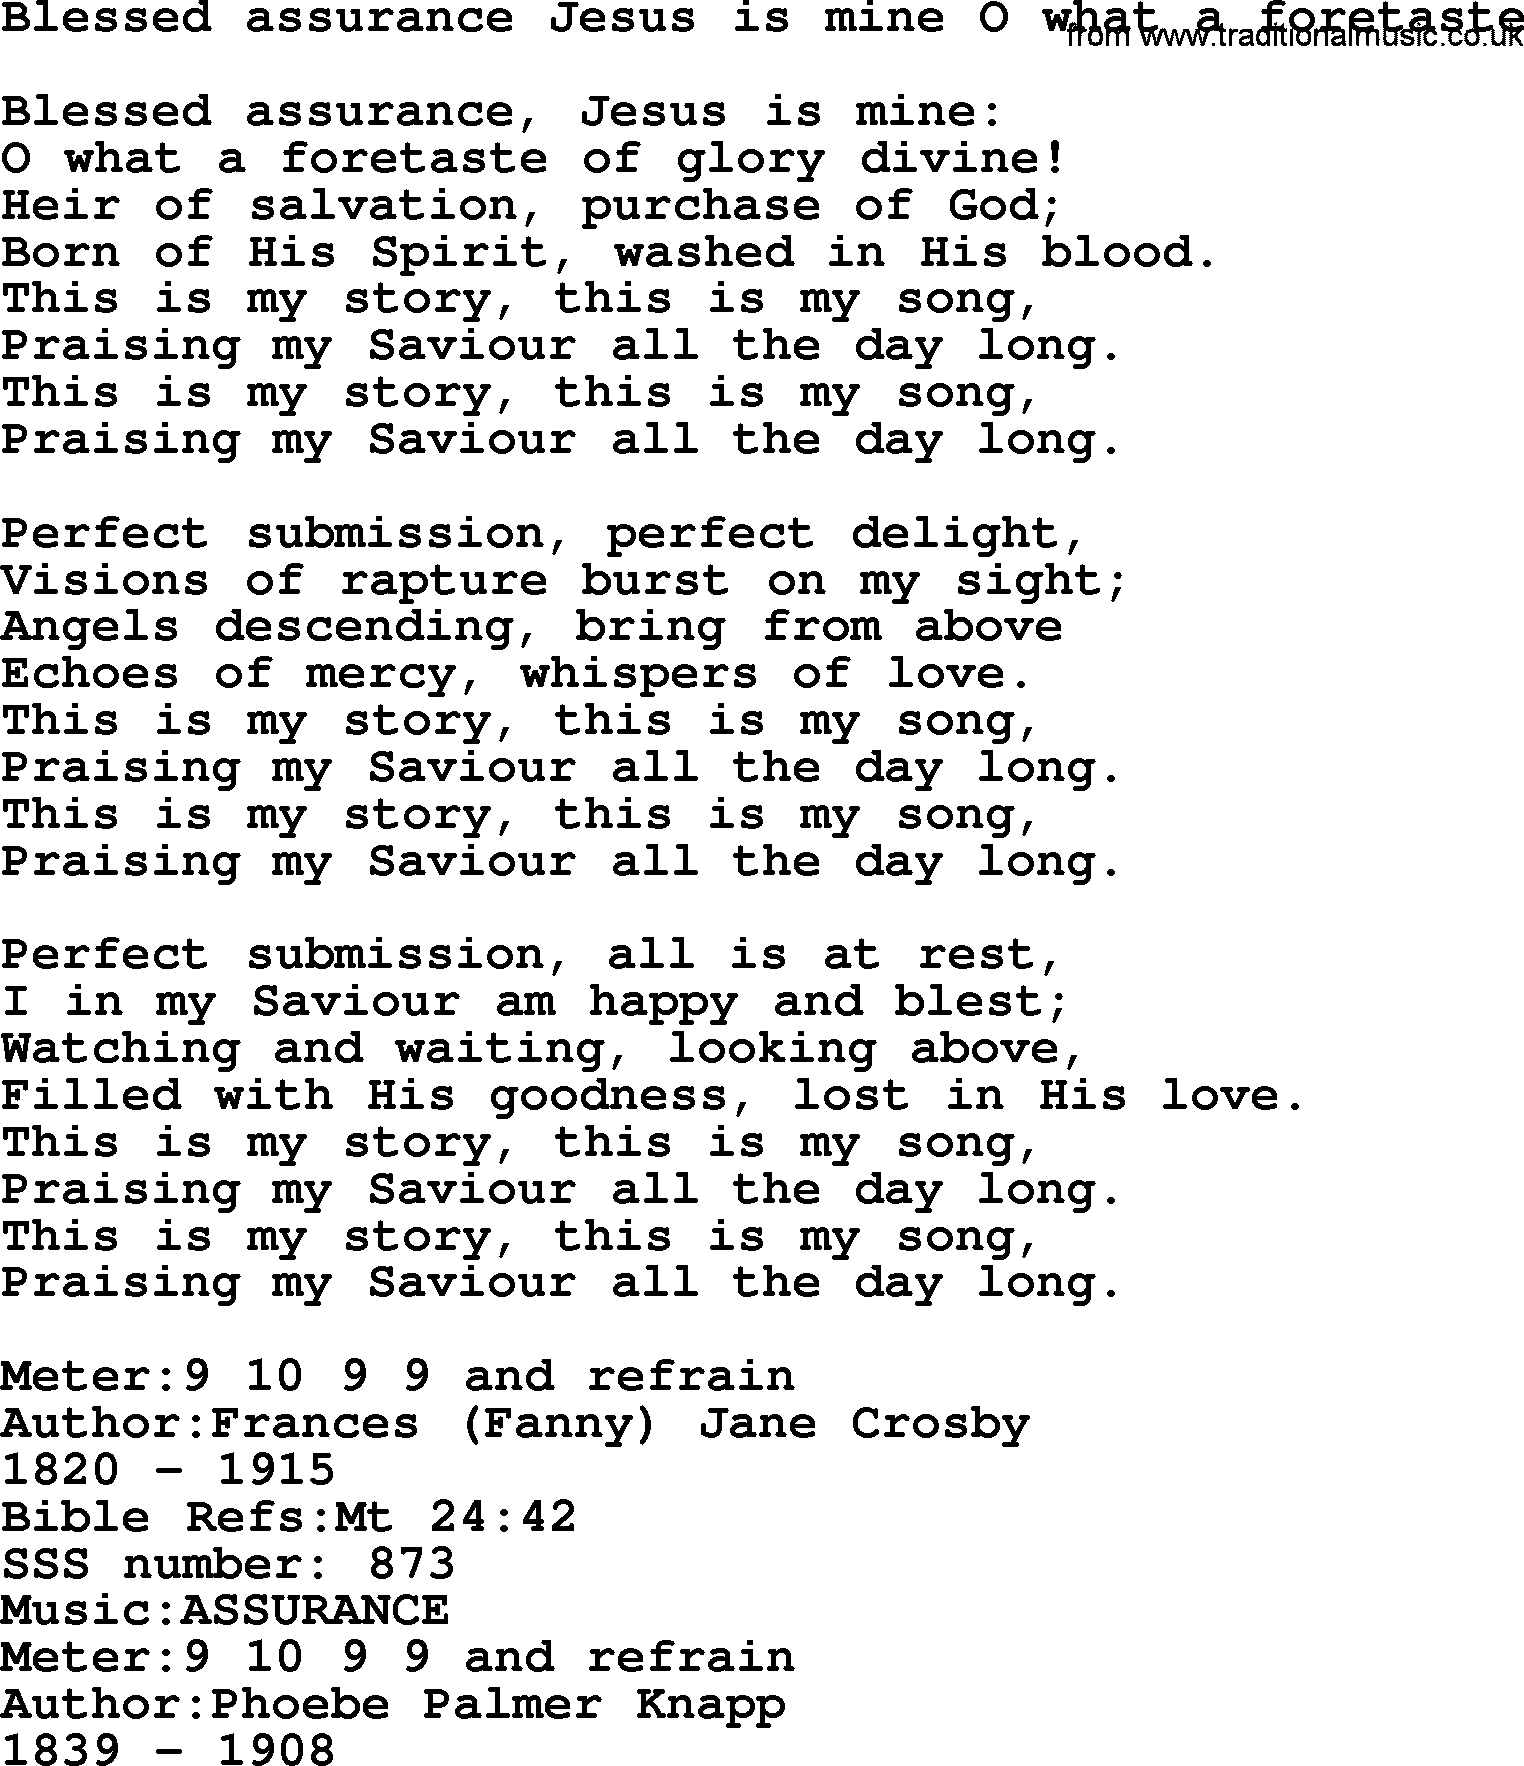 Blessed assurance Jesus is mine O what a foretaste
from www.traditionalmusic.co.uk
Blessed assurance, Jesus is mine:
O what a foretaste of glory divine!
Heir of salvation, purchase of God;
Born of His Spirit, washed in His blood.
This is my story, this is my song,
Praising my Saviour all the day long.
This is my story, this is my song,
Praising my Saviour all the day long.
Perfect submission, perfect delight,
Visions of rapture burst on my sight;
Angels descending, bring from above
Echoes of mercy, whispers of love.
This is my story, this is my song,
Praising my Saviour all the day long.
This is my story, this is my song,
Praising my Saviour all the day long.
Perfect submission, all is at rest,
I in my Saviour am happy and blest;
Watching and waiting, looking above,
Filled with His goodness, lost in His love.
This is my story, this is my song,
Praising my Saviour all the day long.
This is my story, this is my song,
Praising my Saviour all the day long.
Meter:9 10 9 9 and refrain
Author:Frances (Fanny) Jane Crosby
1820 – 1915
Bible Refs:Mt 24:42
SSS number: 873
Music:ASSURANCE
Meter:9 10 9 9 and refrain
Author:Phoebe Palmer Knapp
1839 – 1908